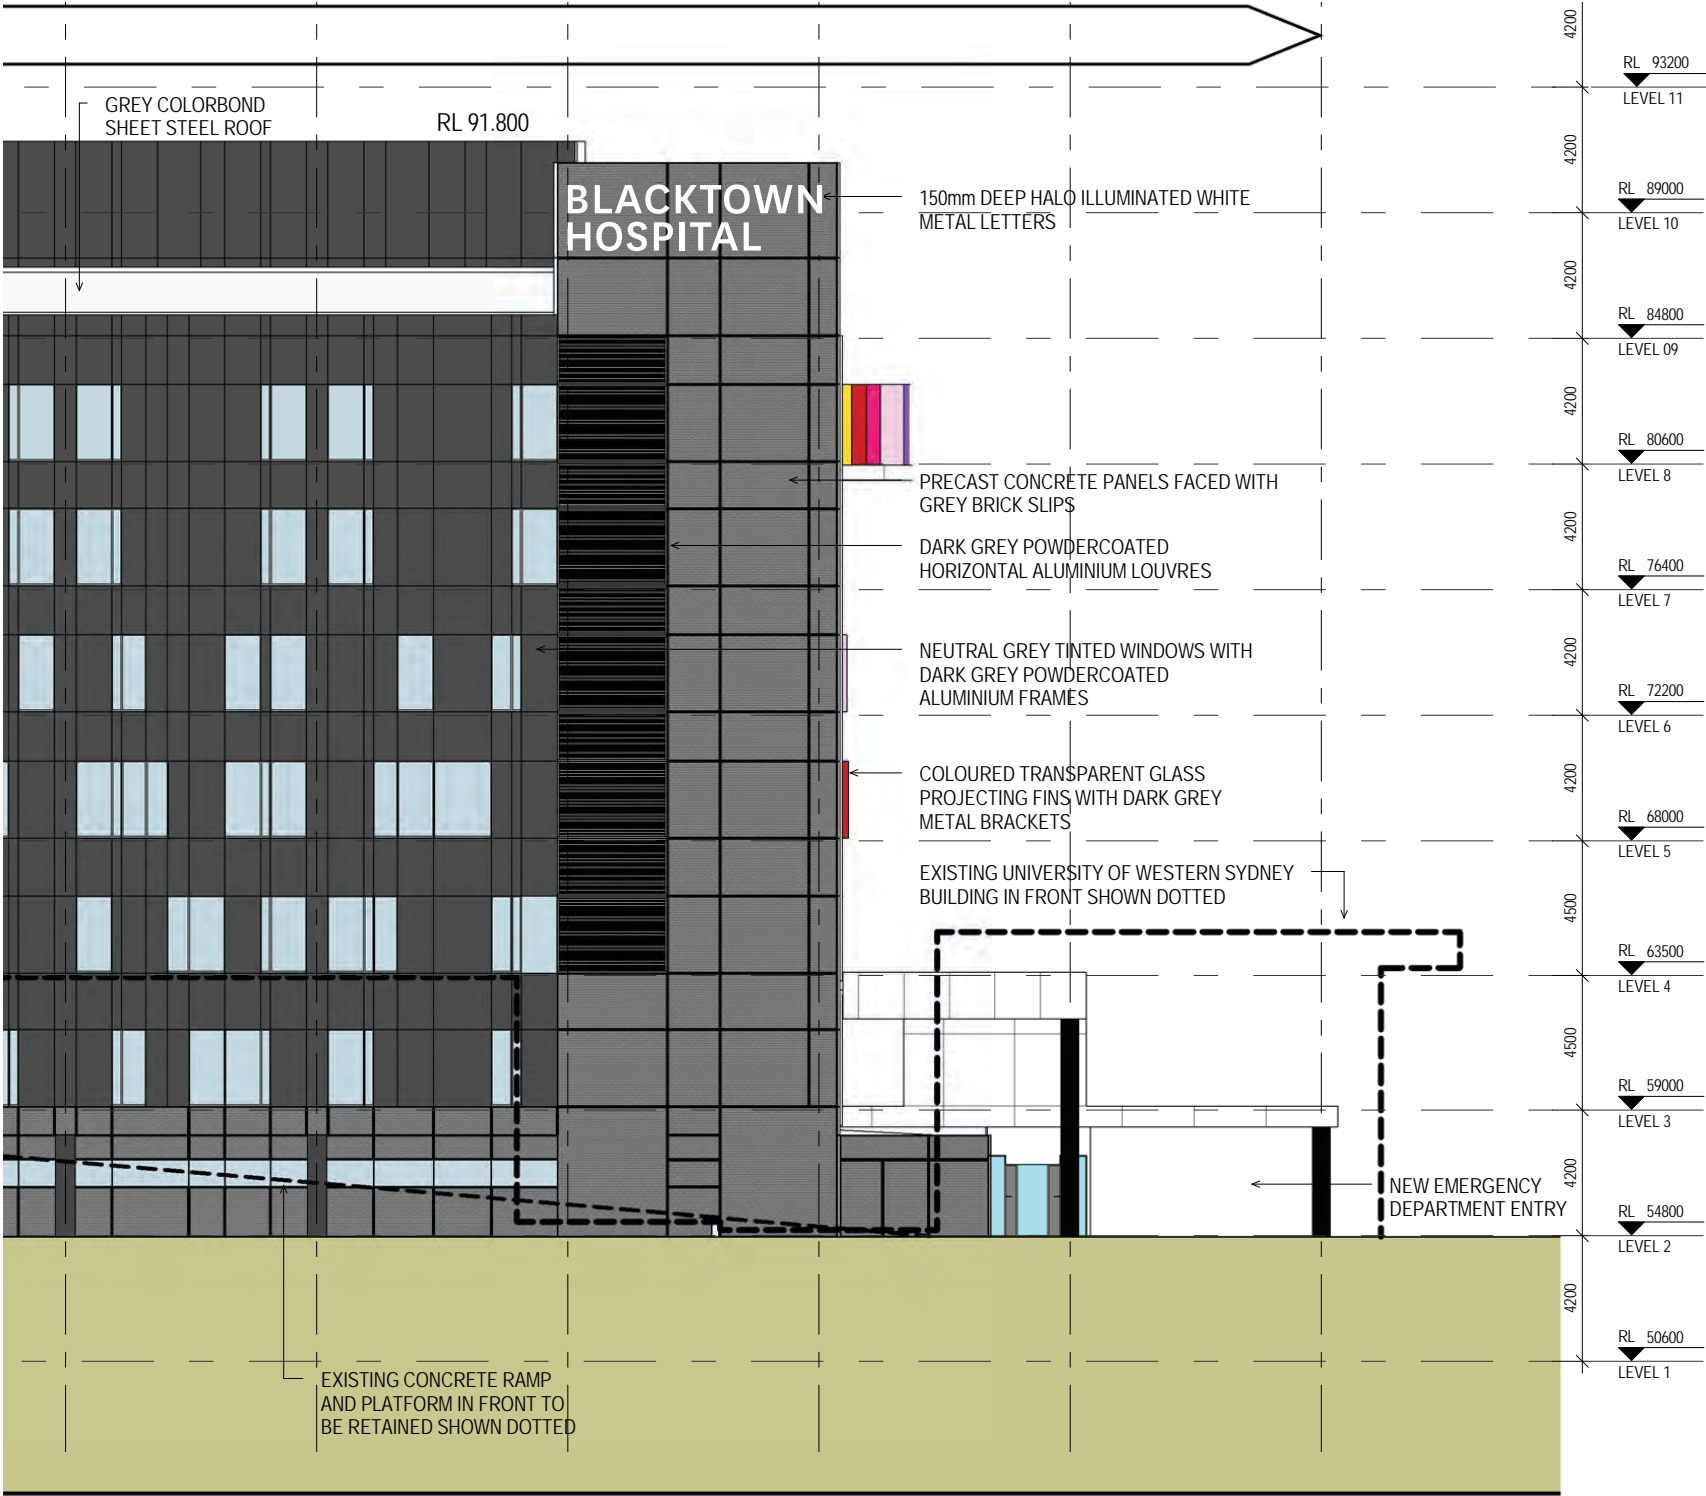 4200
RL 93200
LEVEL 11
GREY COLORBOND
SHEET STEEL ROOF
RL 91.800
4200
BLACKTOWN
HOSPITAL
150mm DEEP HALO ILLUMINATED WHITE
METAL LETTERS
RL 89000
LEVEL 10
4200
RL 84800
LEVEL 09
4200
RL 80600
LEVEL 8
PRECAST CONCRETE PANELS FACED WITH
GREY BRICK SLIPS
4200
DARK GREY POWDERCOATED
HORIZONTAL ALUMINIUM LOUVRES
RL 76400
LEVEL 7
NEUTRAL GREY TINTED WINDOWS WITH
DARK GREY POWDERCOATED
ALUMINIUM FRAMES
4200
RL 72200
LEVEL 6
COLOURED TRANSPARENT GLASS
PROJECTING FINS WITH DARK GREY
METAL BRACKETS
4200
RL 68000
LEVEL 5
EXISTING UNIVERSITY OF WESTERN SYDNEY
BUILDING IN FRONT SHOWN DOTTED
4500
RL 63500
LEVEL 4
4500
RL 59000
LEVEL 3
4200
NEW EMERGENCY
DEPARTMENT ENTRY
RL 54800
LEVEL 2
4200
RL 50600
LEVEL 1
EXISTING CONCRETE RAMP
AND PLATFORM IN FRONT TO
BE RETAINED SHOWN DOTTED